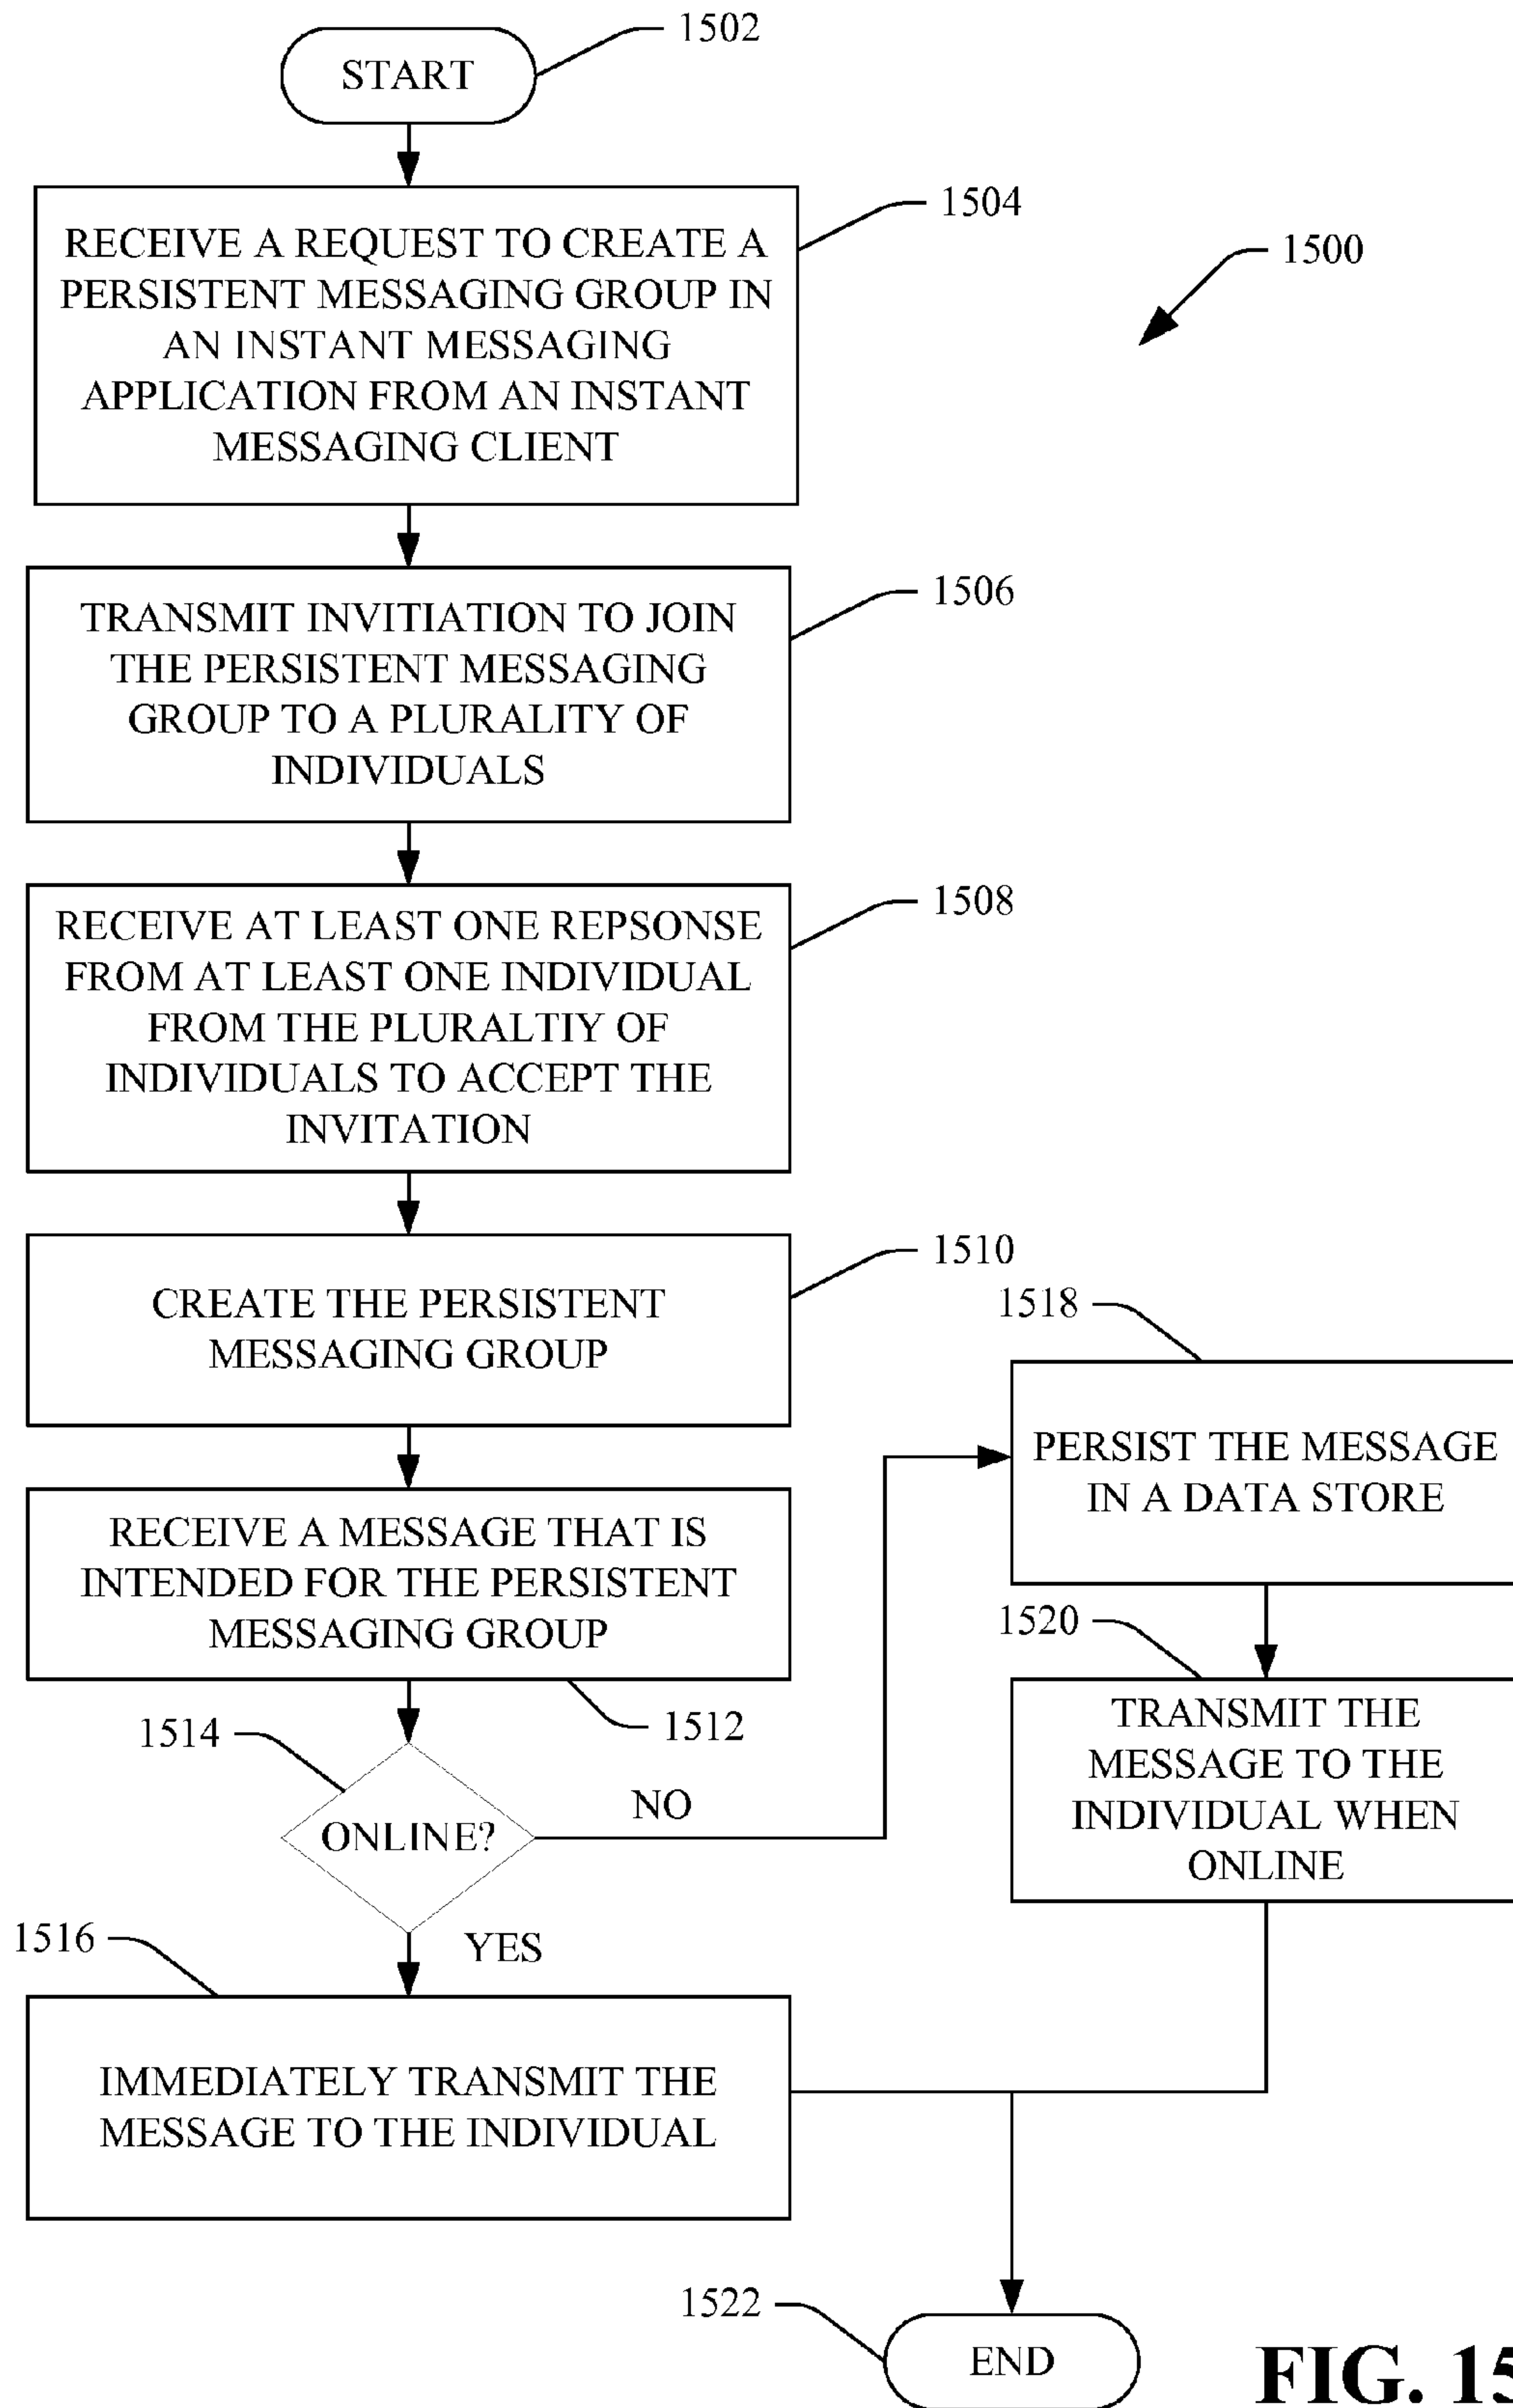 1502
START
1504
RECEIVE A REQUEST TO CREATE A
PERSISTENT MESSAGING GROUP IN
AN INSTANT MESSAGING
APPLICATION FROM AN INSTANT
MESSAGING CLIENT
1500
1506
TRANSMIT INVITIATION TO JOIN
THE PERSISTENT MESSAGING
GROUP TO A PLURALITY OF
INDIVIDUALS
1508
RECEIVE AT LEAST ONE REPSONSE
FROM AT LEAST ONE INDIVIDUAL
FROM THE PLURALTIY OF
INDIVIDUALS TO ACCEPT THE
INVITATION
1510
CREATE THE PERSISTENT
MESSAGING GROUP
RECEIVE A MESSAGE THAT IS
INTENDED FOR THE PERSISTENT
MESSAGING GROUP
1512
1514
ONLINE?
NO
YES
1518
PERSIST THE MESSAGE
IN A DATA STORE
1520
TRANSMIT THE
MESSAGE TO THE
INDIVIDUAL WHEN
ONLINE
1516
IMMEDIATELY TRANSMIT THE
MESSAGE TO THE INDIVIDUAL
1522
END
FIG. 15